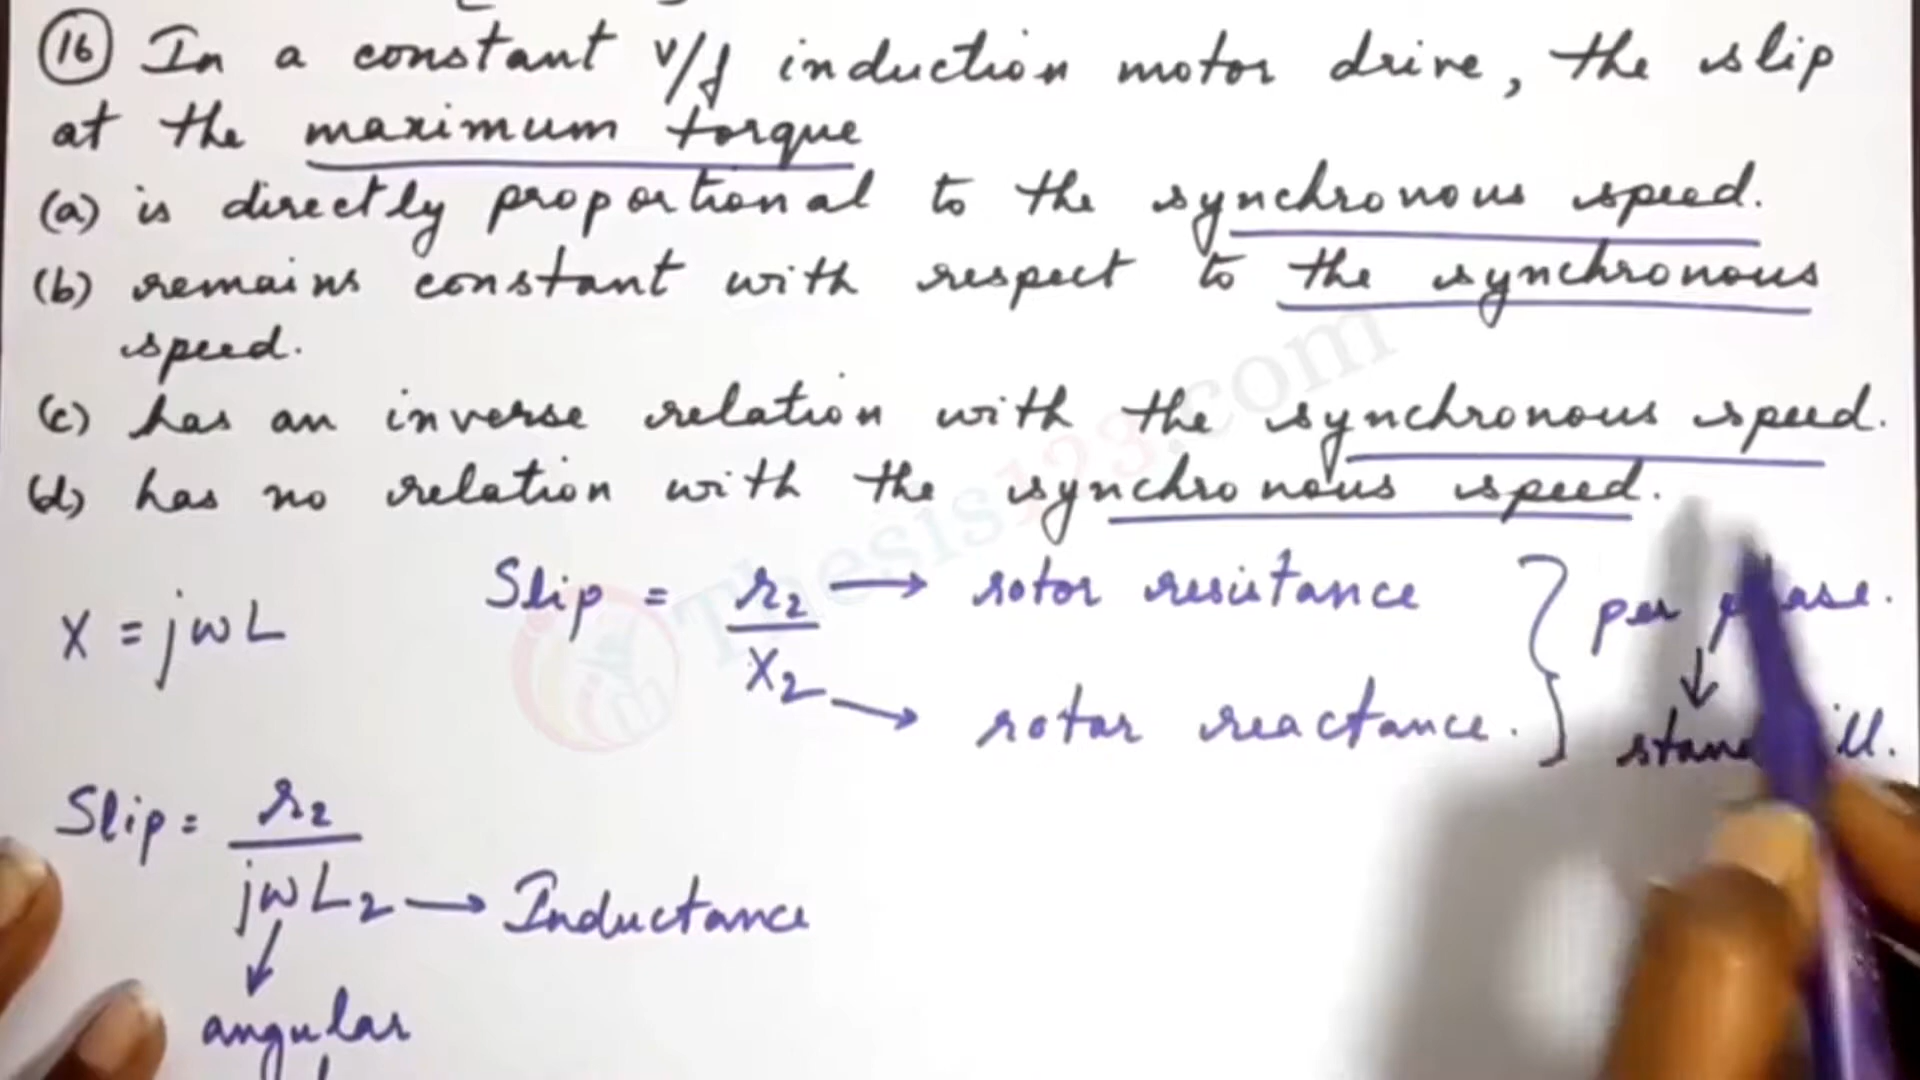 16 In a constant v/f induction motor drive, the slip
at the maximum torque
(a) is directly proportional to the synchronous speed.
(b) remains constant with respect to the synchronous
speed.
(c) has an inverse relation with the synchronous speed.
(d) has no relation with the synchronous speed.
Thesis123.com
X = jωL
Slip = r2 / X2
→ rotor resistance
→ rotor reactance.
per
Slip = r2 / jωL2 → Inductance
angular